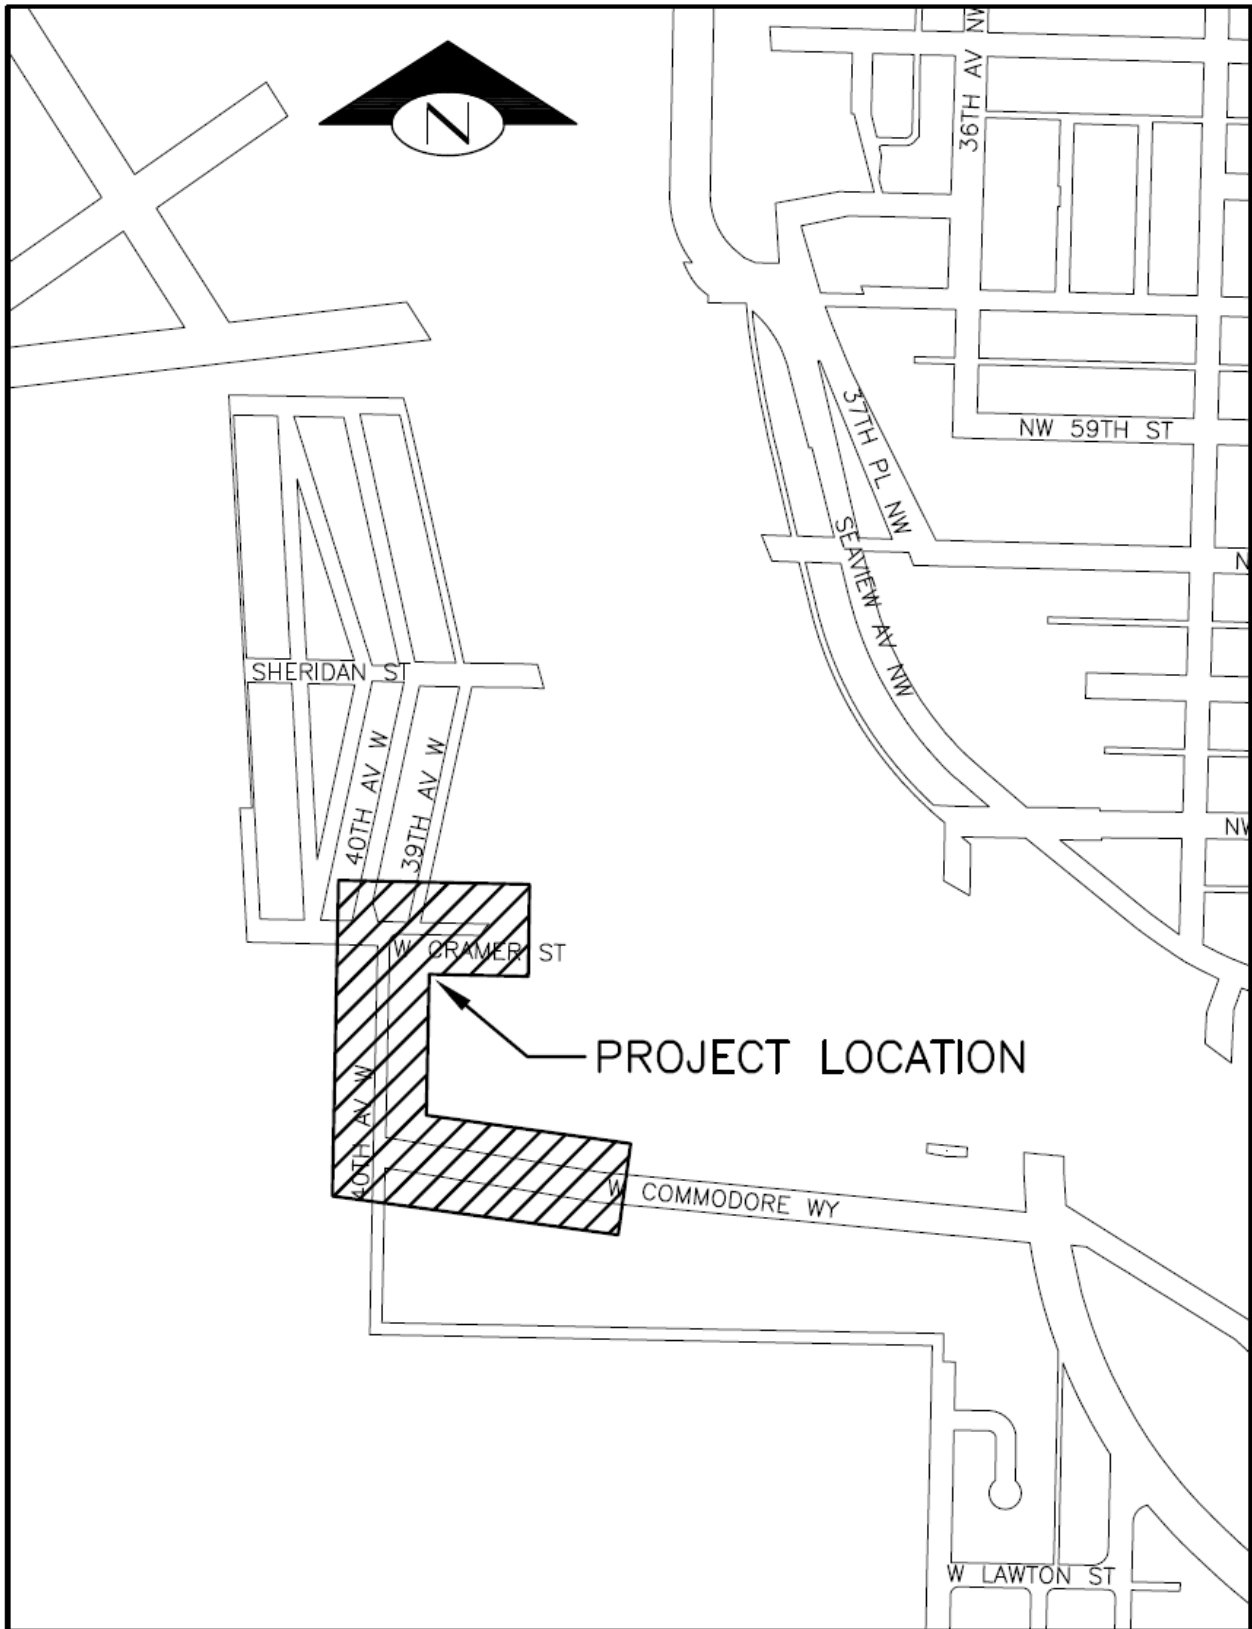 N
36TH AV NW
37TH PL NW
NW 59TH ST
SEAVIEW AV NW
N
SHERIDAN ST
40TH AV W
39TH AV W
NW
W CRAMER ST
PROJECT LOCATION
40TH AV W
W COMMODORE WY
W LAWTON ST